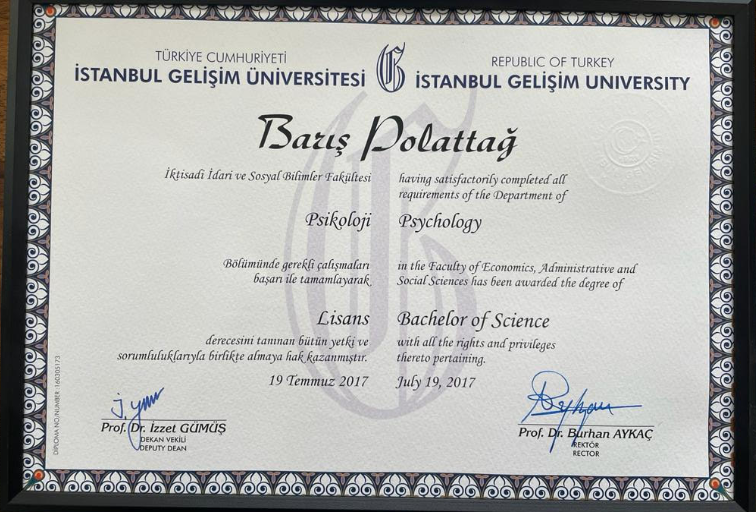 TÜRKİYE CUMHURİYETİ
İSTANBUL GELİŞİM ÜNİVERSİTESİ
REPUBLIC OF TURKEY
İSTANBUL GELİŞİM UNIVERSITY
Barış Polattağ
İktisadi İdari ve Sosyal Bilimler Fakültesi
Psikoloji
Bölümünde gerekli çalışmaları
başarı ile tamamlayarak
Lisans
derecesini tanınan bütün yetki ve
sorumluluklarıyla birlikte almaya hak kazanmıştır.
19 Temmuz 2017
having satisfactorily completed all
requirements of the Department of
Psychology
in the Faculty of Economics, Administrative and
Social Sciences has been awarded the degree of
Bachelor of Science
with all the rights and privileges
thereto pertaining.
July 19, 2017
Prof. Dr. İzzet GÜMÜŞ
DEKAN VEKİLİ
DEPUTY DEAN
Prof. Dr. Burhan AYKAÇ
REKTÖR
RECTOR
DIPLOMA NO/NUMBER: 160305173